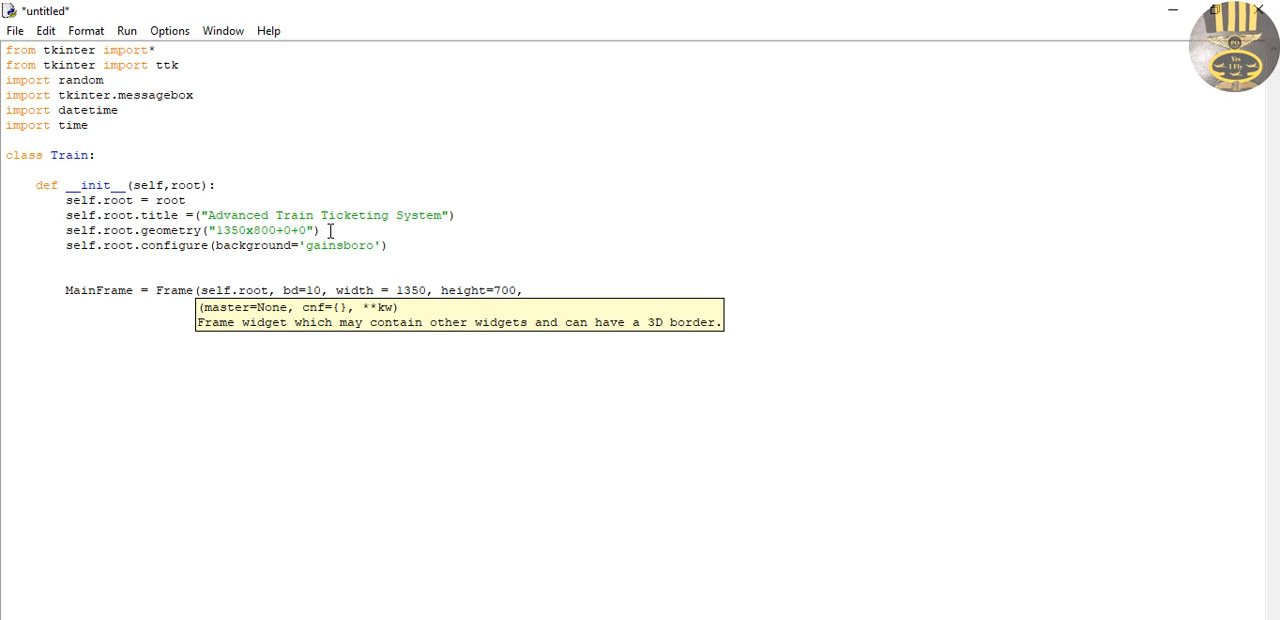 *untitled*
File Edit Format Run Options Window Help
from tkinter import*
from tkinter import ttk
import random
import tkinter.messagebox
import datetime
import time
class Train:
def __init__(self,root):
self.root = root
self.root.title =("Advanced Train Ticketing System")
self.root.geometry("1350x800+0+0")
self.root.configure(background='gainsboro')
MainFrame = Frame(self.root, bd=10, width = 1350, height=700,
(master=None, cnf={}, **kw)
Frame widget which may contain other widgets and can have a 3D border.
PO
Yes
I Fly